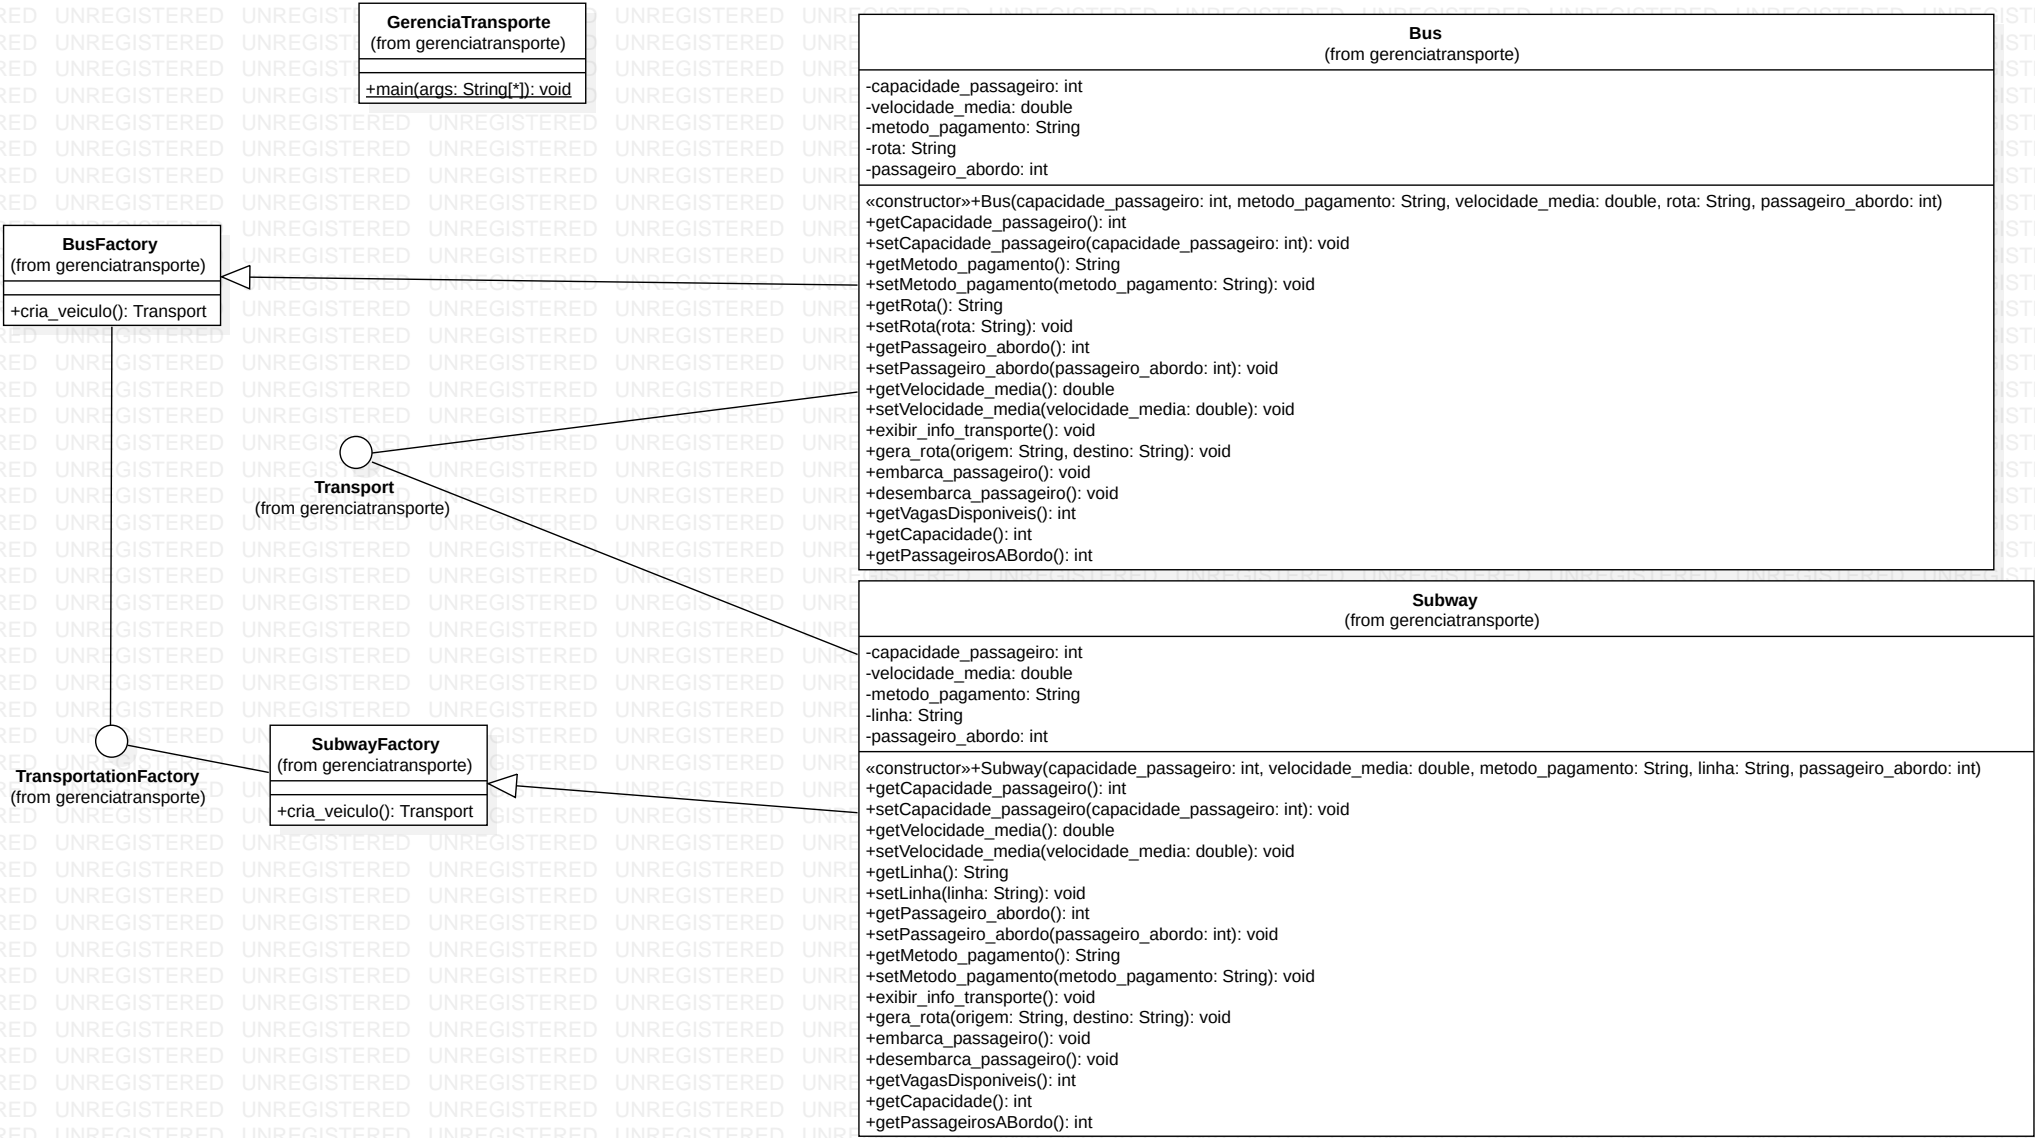 GerenciaTransporte
(from gerenciatransporte)
+main(args: String[*]): void
Bus
(from gerenciatransporte)
-capacidade_passageiro: int
-velocidade_media: double
-metodo_pagamento: String
-rota: String
-passageiro_abordo: int
«constructor»+Bus(capacidade_passageiro: int, metodo_pagamento: String, velocidade_media: double, rota: String, passageiro_abordo: int)
+getCapacidade_passageiro(): int
+setCapacidade_passageiro(capacidade_passageiro: int): void
+getMetodo_pagamento(): String
+setMetodo_pagamento(metodo_pagamento: String): void
+getRota(): String
+setRota(rota: String): void
+getPassageiro_abordo(): int
+setPassageiro_abordo(passageiro_abordo: int): void
+getVelocidade_media(): double
+setVelocidade_media(velocidade_media: double): void
+exibir_info_transporte(): void
+gera_rota(origem: String, destino: String): void
+embarca_passageiro(): void
+desembarca_passageiro(): void
+getVagasDisponiveis(): int
+getCapacidade(): int
+getPassageirosABordo(): int
BusFactory
(from gerenciatransporte)
+cria_veiculo(): Transport
Transport
(from gerenciatransporte)
TransportationFactory
(from gerenciatransporte)
SubwayFactory
(from gerenciatransporte)
+cria_veiculo(): Transport
Subway
(from gerenciatransporte)
-capacidade_passageiro: int
-velocidade_media: double
-metodo_pagamento: String
-linha: String
-passageiro_abordo: int
«constructor»+Subway(capacidade_passageiro: int, velocidade_media: double, metodo_pagamento: String, linha: String, passageiro_abordo: int)
+getCapacidade_passageiro(): int
+setCapacidade_passageiro(capacidade_passageiro: int): void
+getVelocidade_media(): double
+setVelocidade_media(velocidade_media: double): void
+getLinha(): String
+setLinha(linha: String): void
+getPassageiro_abordo(): int
+setPassageiro_abordo(passageiro_abordo: int): void
+getMetodo_pagamento(): String
+setMetodo_pagamento(metodo_pagamento: String): void
+exibir_info_transporte(): void
+gera_rota(origem: String, destino: String): void
+embarca_passageiro(): void
+desembarca_passageiro(): void
+getVagasDisponiveis(): int
+getCapacidade(): int
+getPassageirosABordo(): int
UNREGISTERED